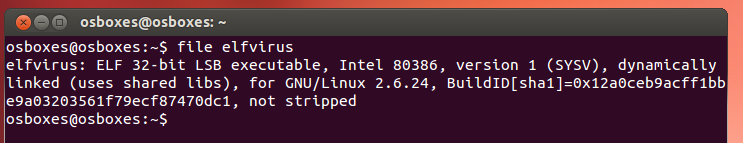 osboxes@osboxes: ~
osboxes@osboxes:~$ file elfvirus
elfvirus: ELF 32-bit LSB executable, Intel 80386, version 1 (SYSV), dynamically
linked (uses shared libs), for GNU/Linux 2.6.24, BuildID[sha1]=0x12a0ceb9acff1bb
e9a03203561f79ecf87470dc1, not stripped
osboxes@osboxes:~$